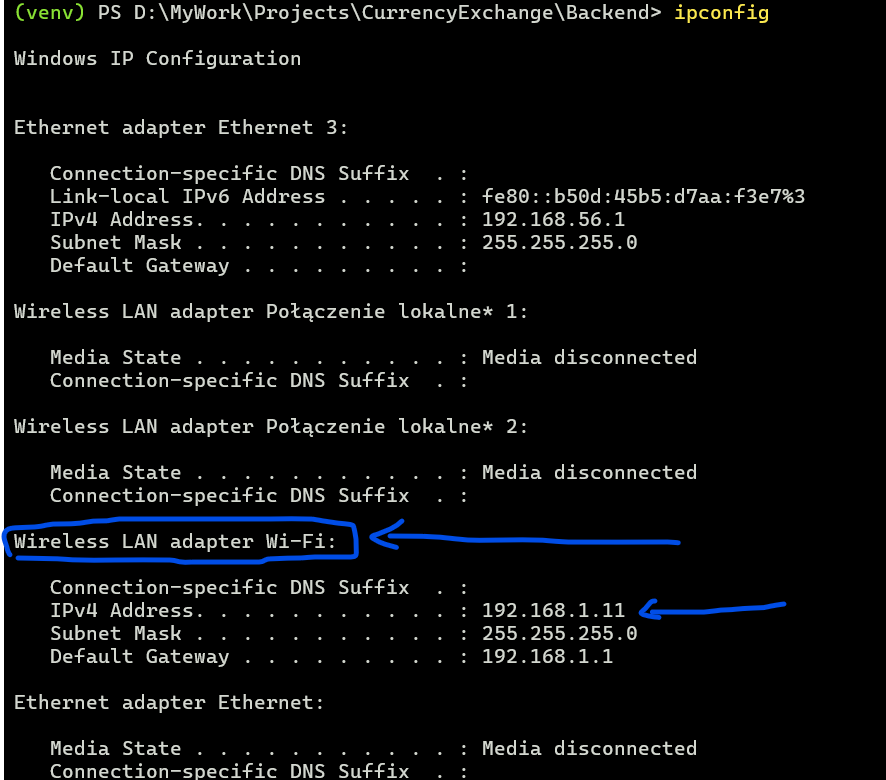 (venv) PS D:\MyWork\Projects\CurrencyExchange\Backend> ipconfig
Windows IP Configuration
Ethernet adapter Ethernet 3:
Connection-specific DNS Suffix  . :
Link-local IPv6 Address . . . . . : fe80::b50d:45b5:d7aa:f3e7%3
IPv4 Address. . . . . . . . . . . : 192.168.56.1
Subnet Mask . . . . . . . . . . . : 255.255.255.0
Default Gateway . . . . . . . . . :
Wireless LAN adapter Połączenie lokalne* 1:
Media State . . . . . . . . . . . : Media disconnected
Connection-specific DNS Suffix  . :
Wireless LAN adapter Połączenie lokalne* 2:
Media State . . . . . . . . . . . : Media disconnected
Connection-specific DNS Suffix  . :
Wireless LAN adapter Wi-Fi:
Connection-specific DNS Suffix  . :
IPv4 Address. . . . . . . . . . . : 192.168.1.11
Subnet Mask . . . . . . . . . . . : 255.255.255.0
Default Gateway . . . . . . . . . : 192.168.1.1
Ethernet adapter Ethernet:
Media State . . . . . . . . . . . : Media disconnected
Connection-specific DNS Suffix  . :